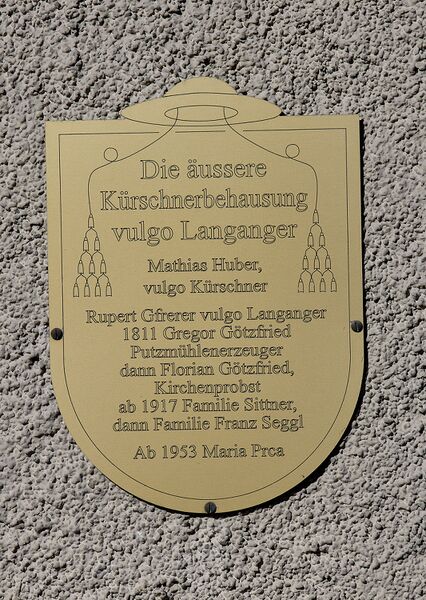 Die äussere
Kürschnerbehausung
vulgo Langanger
Mathias Huber,
vulgo Kürschner
Rupert Gfrerer vulgo Langanger
1811 Gregor Götzfried
Putzmühlenerzeuger
dann Florian Götzfried,
Kirchenprobst
ab 1917 Familie Sittner,
dann Familie Franz Seggl
Ab 1953 Maria Prca